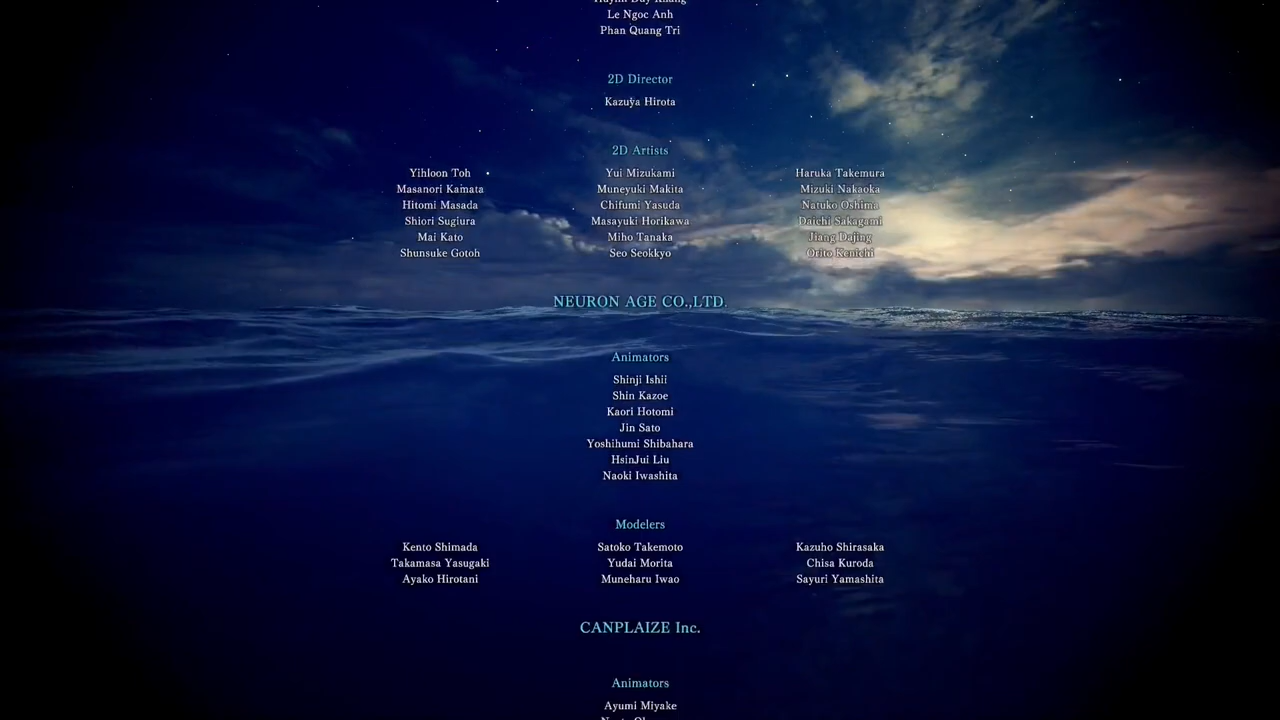 Le Ngoc Anh
Phan Quang Tri
2D Director
Kazuya Hirota
2D Artists
Yihloon Toh Yui Mizukami Haruka Takemura
Masanori Kamata Muneyuki Makita Mizuki Nakaoka
Hitomi Masada Chifumi Yasuda Natuko Oshima
Shiori Sugiura Masayuki Horikawa Daichi Sakagami
Mai Kato Miho Tanaka Jiang Dajing
Shunsuke Gotoh Seo Seokkyo Orito Kenichi
NEURON AGE CO.,LTD.
Animators
Shinji Ishii
Shin Kazoe
Kaori Hotomi
Jin Sato
Yoshihumi Shibahara
HsinJui Liu
Naoki Iwashita
Modelers
Kento Shimada Satoko Takemoto Kazuho Shirasaka
Takamasa Yasugaki Yudai Morita Chisa Kuroda
Ayako Hirotani Muneharu Iwao Sayuri Yamashita
CANPLAIZE Inc.
Animators
Ayumi Miyake